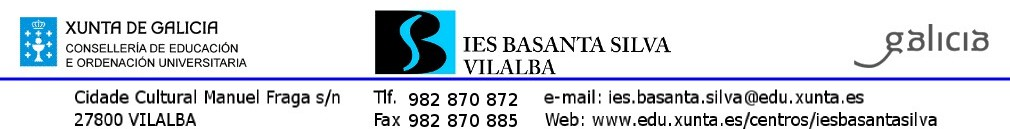 XUNTA DE GALICIA
CONSELLERÍA DE EDUCACIÓN
E ORDENACIÓN UNIVERSITARIA
IES BASANTA SILVA
VILALBA
galicia
Cidade Cultural Manuel Fraga s/n
27800 VILALBA
Tlf. 982 870 872
Fax 982 870 885
e-mail: ies.basanta.silva@edu.xunta.es
Web: www.edu.xunta.es/centros/iesbasantasilva